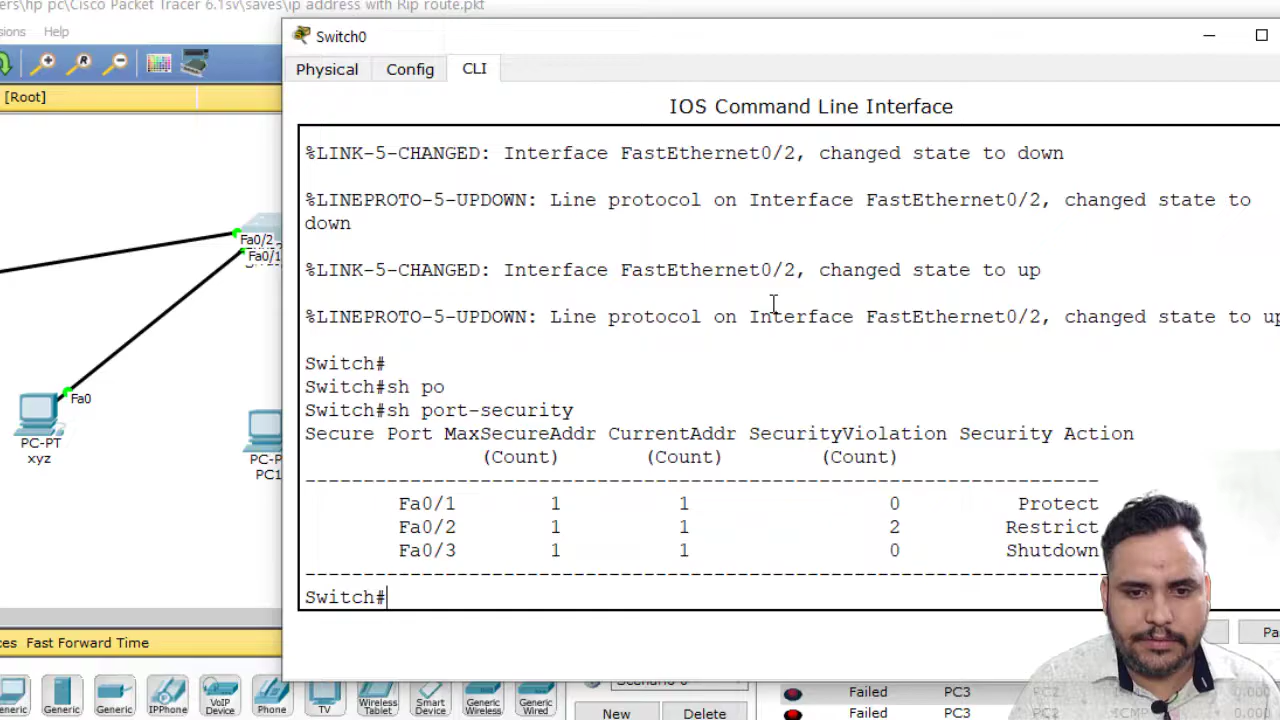 ers\hp pc\Cisco Packet Tracer 6.1sv\saves\ip address with Rip route.pkt
Help
Switch0
Physical Config CLI
[Root]
IOS Command Line Interface
%LINK-5-CHANGED: Interface FastEthernet0/2, changed state to down
%LINEPROTO-5-UPDOWN: Line protocol on Interface FastEthernet0/2, changed state to
down
%LINK-5-CHANGED: Interface FastEthernet0/2, changed state to up
%LINEPROTO-5-UPDOWN: Line protocol on Interface FastEthernet0/2, changed state to up
Switch#
Switch#sh po
Switch#sh port-security
Secure Port MaxSecureAddr CurrentAddr SecurityViolation Security Action
(Count) (Count) (Count)
---------------------------------------------------------------------
Fa0/1 1 1 0 Protect
Fa0/2 1 1 2 Restrict
Fa0/3 1 1 0 Shutdown
---------------------------------------------------------------------
Switch#
Fa0/2
Fa0/1
Fa0
PC-PT
xyz
PC-P
PC1
Fast Forward Time
Generic
Generic
IPPhone
VoIP
Device
Phone
TV
Wireless
Tablet
Smart
Device
Generic
Wireless
Generic
Wired
New
Delete
Failed PC3
Failed PC3